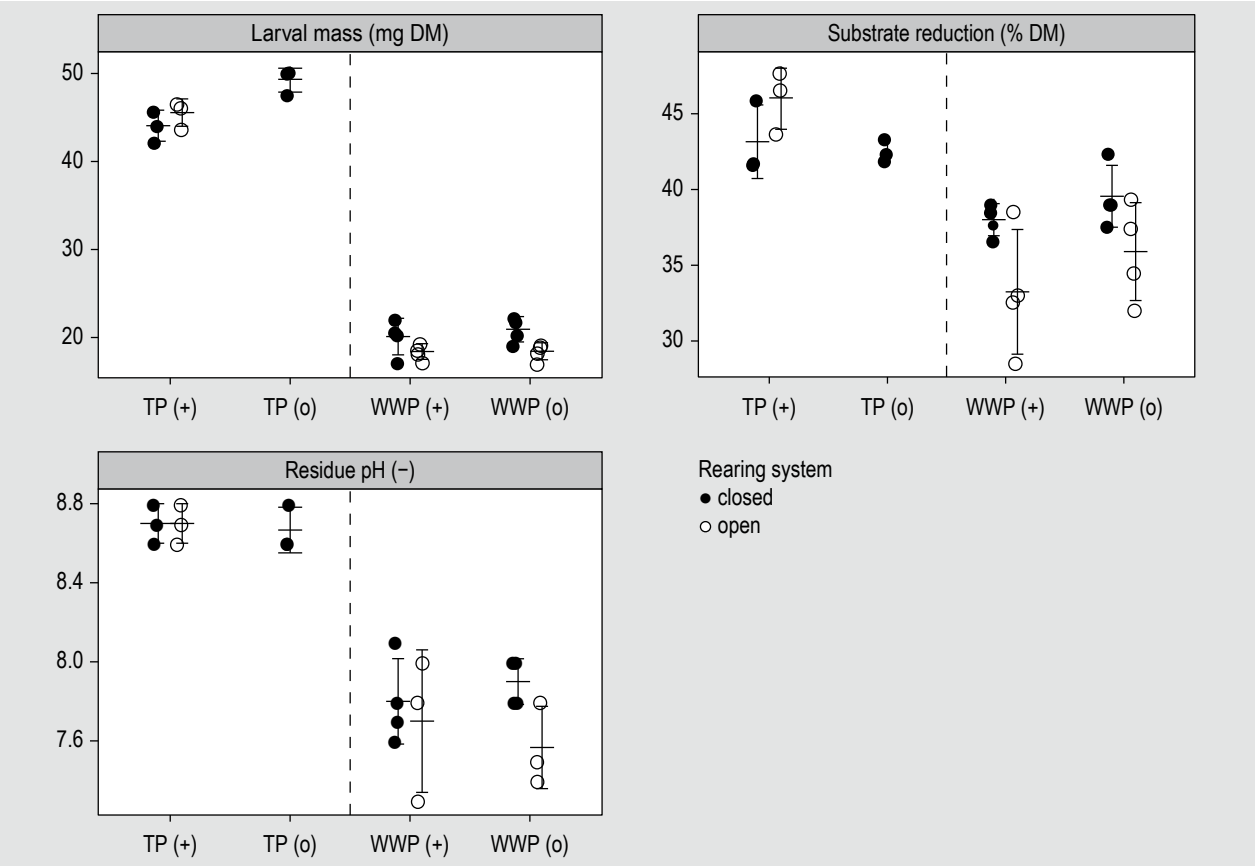 Larval mass (mg DM)
50
40
30
20
TP (+) TP (o) WWP (+) WWP (o)
Substrate reduction (% DM)
45
40
35
30
TP (+) TP (o) WWP (+) WWP (o)
Residue pH (−)
8.8
8.4
8.0
7.6
TP (+) TP (o) WWP (+) WWP (o)
Rearing system
closed
open